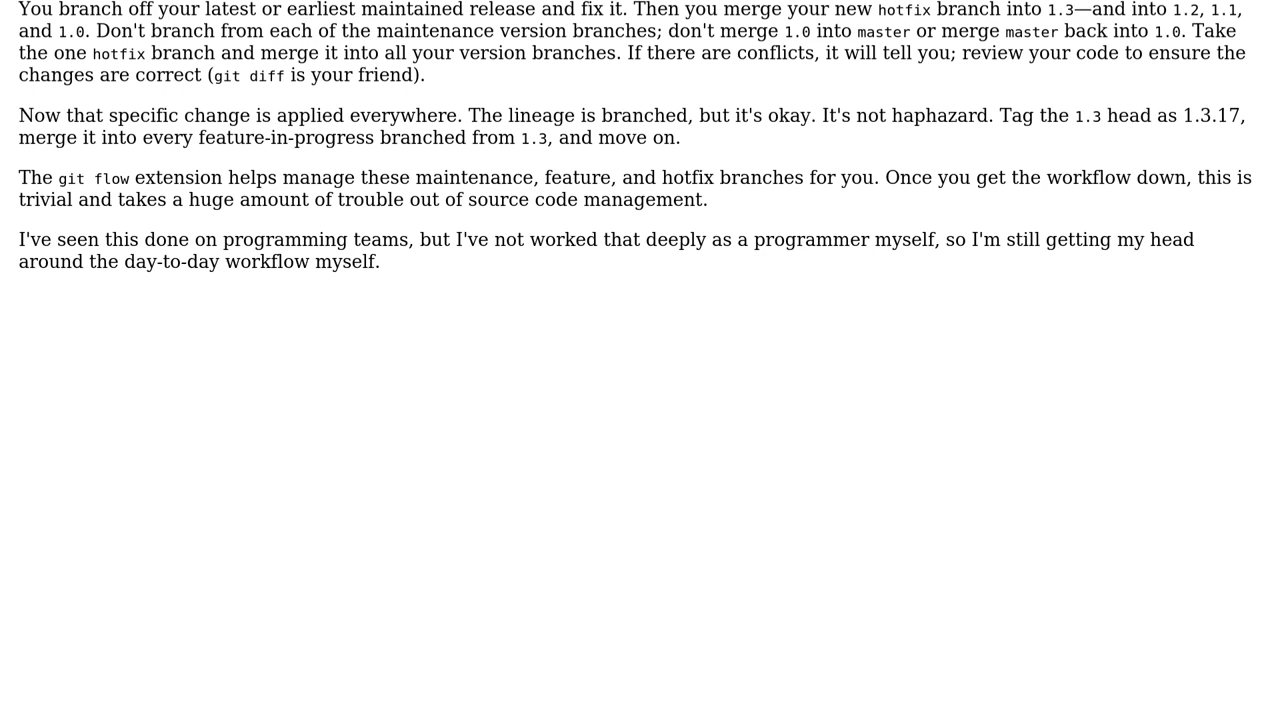 You branch off your latest or earliest maintained release and fix it. Then you merge your new hotfix branch into 1.3—and into 1.2, 1.1,
and 1.0. Don't branch from each of the maintenance version branches; don't merge 1.0 into master or merge master back into 1.0. Take
the one hotfix branch and merge it into all your version branches. If there are conflicts, it will tell you; review your code to ensure the
changes are correct (git diff is your friend).
Now that specific change is applied everywhere. The lineage is branched, but it's okay. It's not haphazard. Tag the 1.3 head as 1.3.17,
merge it into every feature-in-progress branched from 1.3, and move on.
The git flow extension helps manage these maintenance, feature, and hotfix branches for you. Once you get the workflow down, this is
trivial and takes a huge amount of trouble out of source code management.
I've seen this done on programming teams, but I've not worked that deeply as a programmer myself, so I'm still getting my head
around the day-to-day workflow myself.